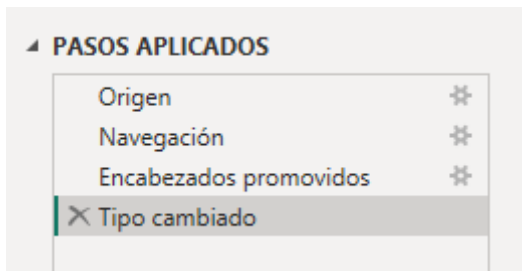 PASOS APLICADOS
Origen
Navegación
Encabezados promovidos
Tipo cambiado